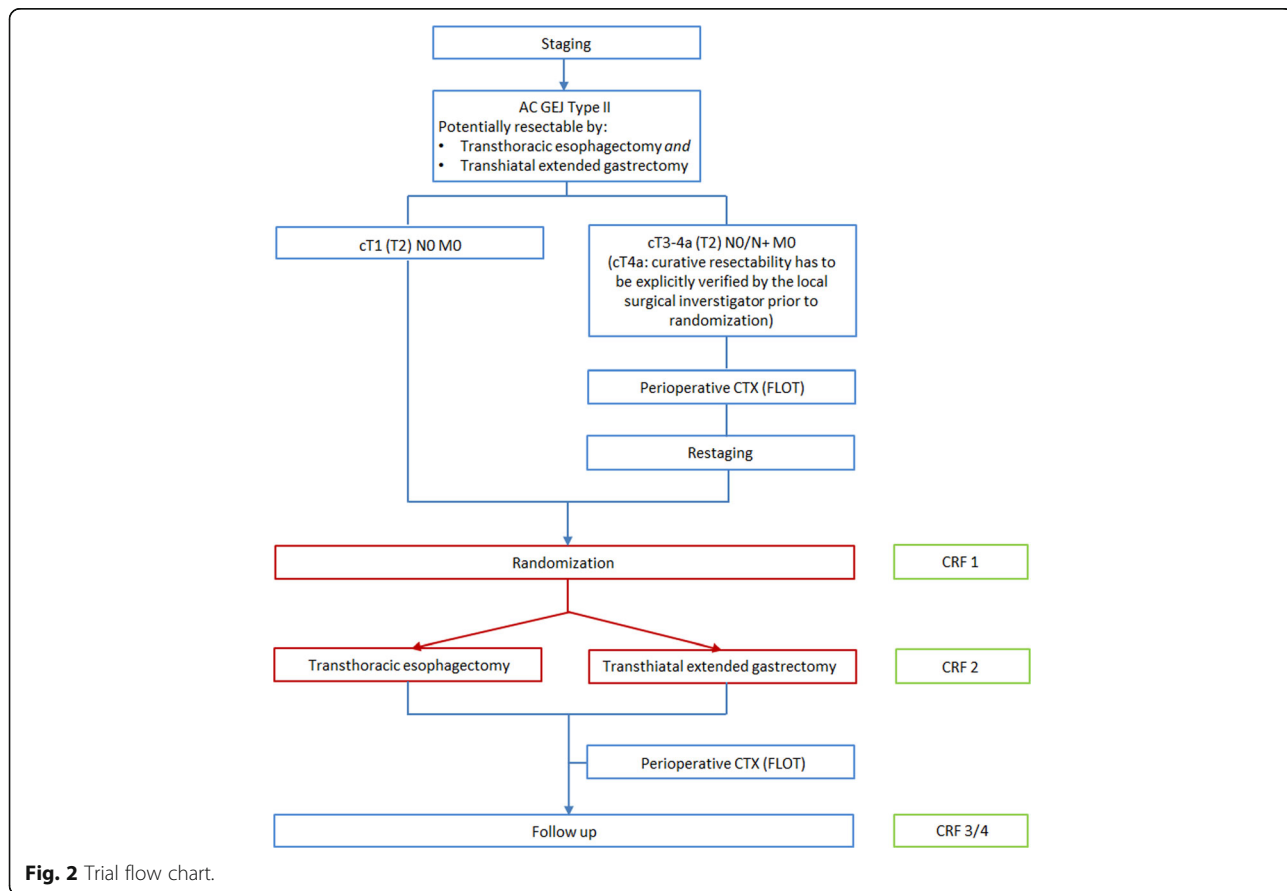 Staging
AC GEJ Type II
Potentially resectable by:
• Transthoracic esophagectomy and
• Transhiatal extended gastrectomy
cT1 (T2) N0 M0
cT3-4a (T2) N0/N+ M0
(cT4a: curative resectability has to
be explicitly verified by the local
surgical inverstigator prior to
randomization)
Perioperative CTX (FLOT)
Restaging
Randomization
CRF 1
Transthoracic esophagectomy
Transthiatal extended gastrectomy
CRF 2
Perioperative CTX (FLOT)
Follow up
CRF 3/4
Fig. 2 Trial flow chart.